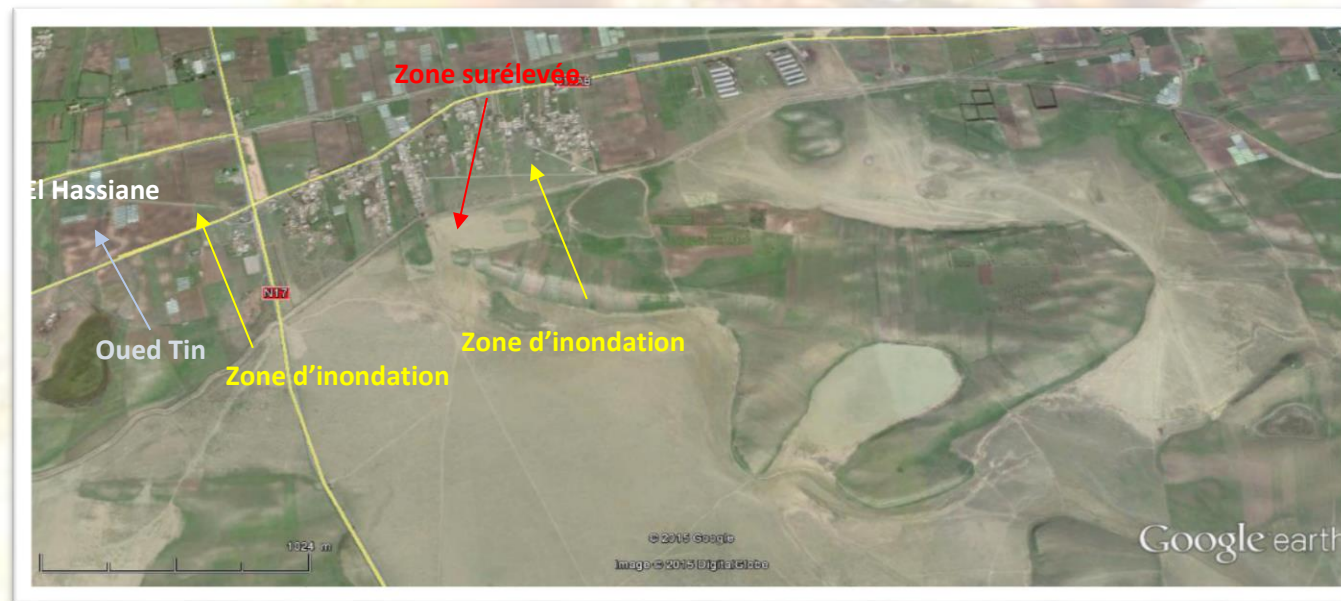 Zone surélevée
El Hassiane
N17
Oued Tin
Zone d'inondation
Zone d'inondation
1024 m
© 2015 Google
Image © 2015 DigitalGlobe
Google earth